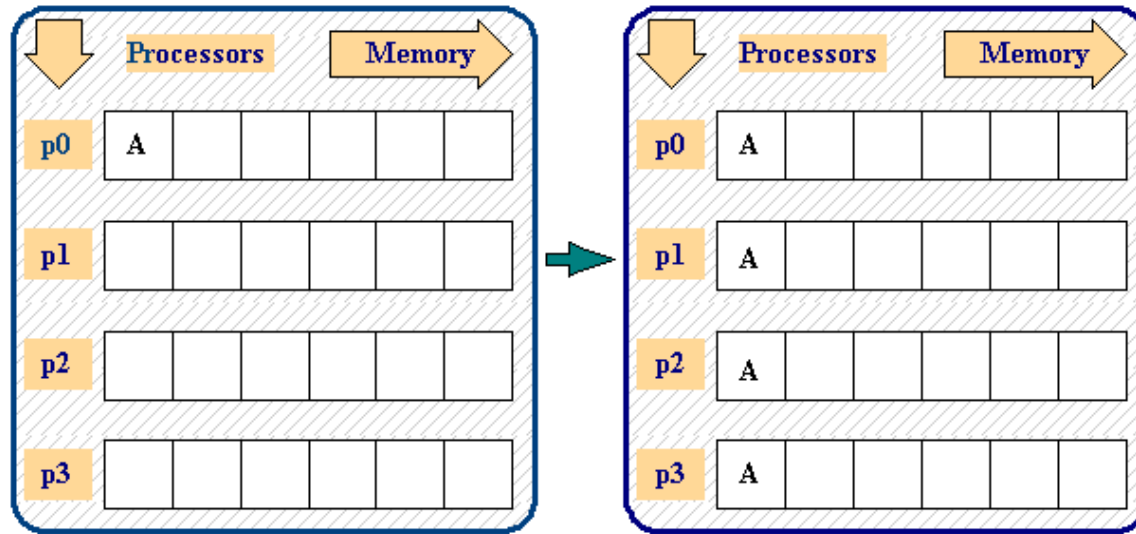 Processors Memory
p0 A
p1
p2
p3
Processors Memory
p0 A
p1 A
p2 A
p3 A